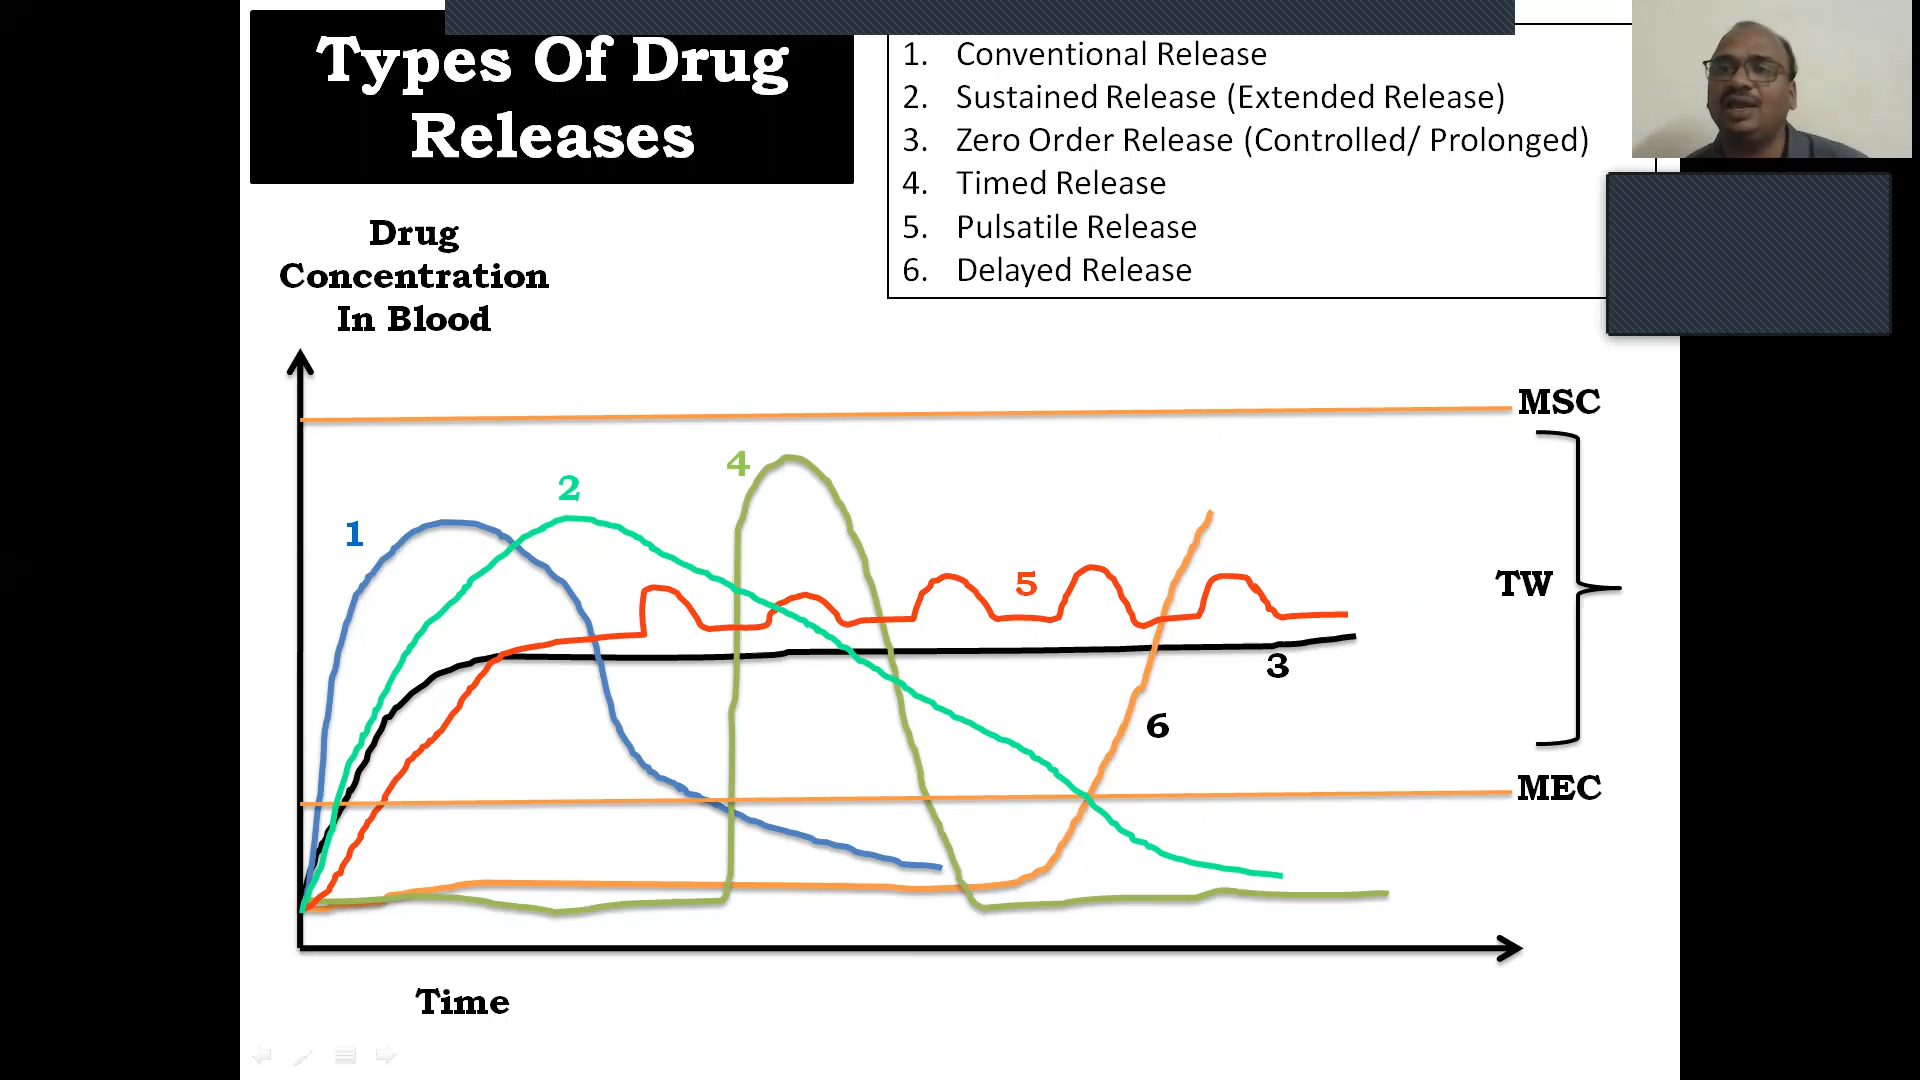 Types Of Drug
Releases
1. Conventional Release
2. Sustained Release (Extended Release)
3. Zero Order Release (Controlled/ Prolonged)
4. Timed Release
5. Pulsatile Release
6. Delayed Release
Drug
Concentration
In Blood
MSC
4
2
1
5
TW
3
6
MEC
Time